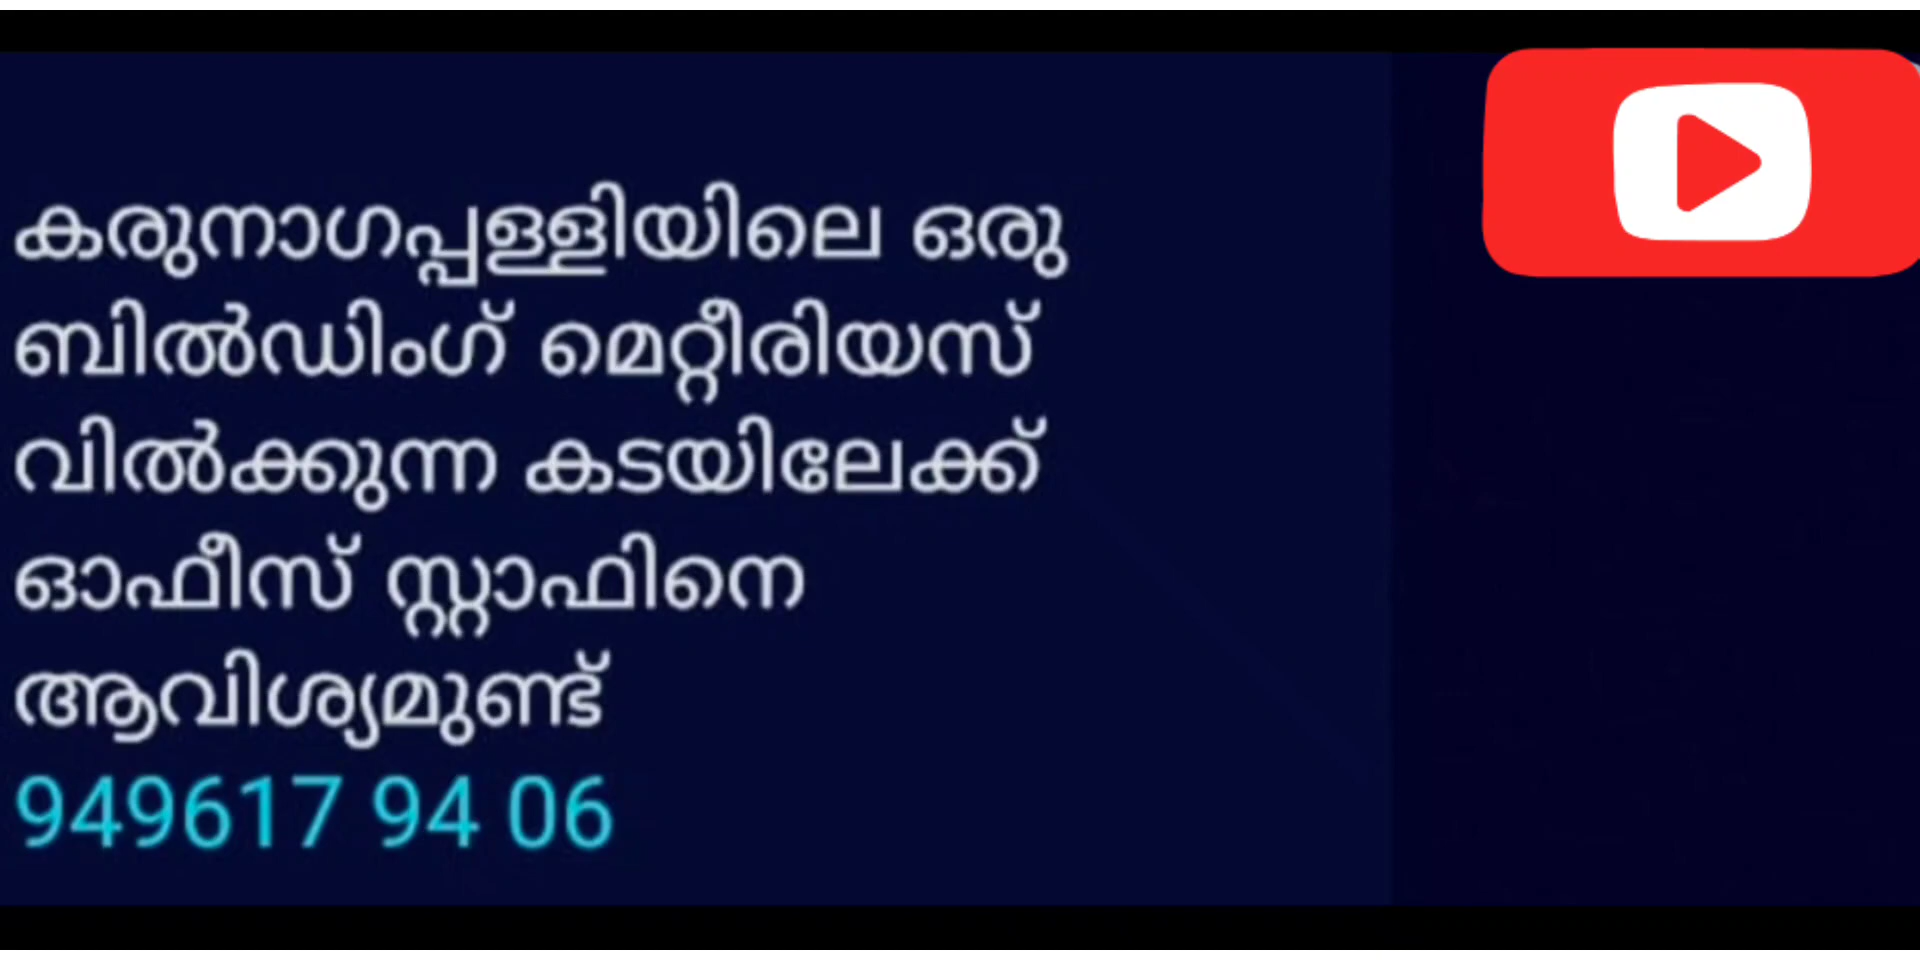 കരുനാഗപ്പള്ളിയിലെ ഒരു
ബിൽഡിംഗ് മെറ്റീരിയസ്
വിൽക്കുന്ന കടയിലേക്ക്
ഓഫീസ് സ്റ്റാഫിനെ
ആവിശ്യമുണ്ട്
949617 94 06